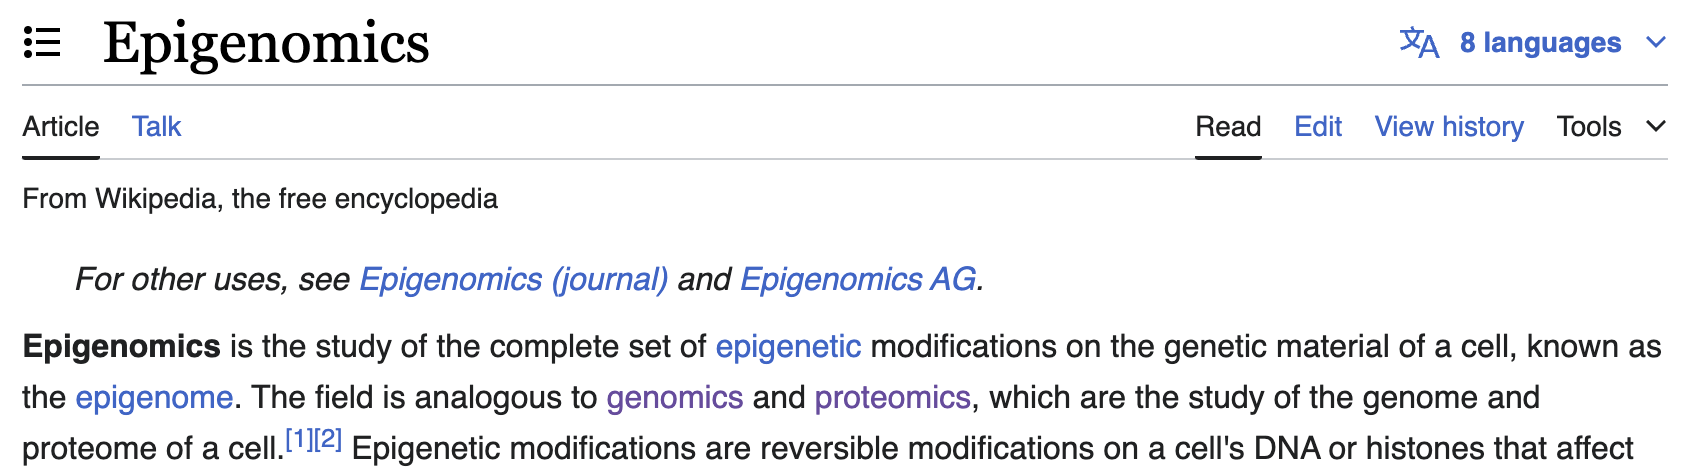 Epigenomics
文A 8 languages
Article Talk Read Edit View history Tools
From Wikipedia, the free encyclopedia
For other uses, see Epigenomics (journal) and Epigenomics AG.
Epigenomics is the study of the complete set of epigenetic modifications on the genetic material of a cell, known as
the epigenome. The field is analogous to genomics and proteomics, which are the study of the genome and
proteome of a cell.[1][2] Epigenetic modifications are reversible modifications on a cell's DNA or histones that affect